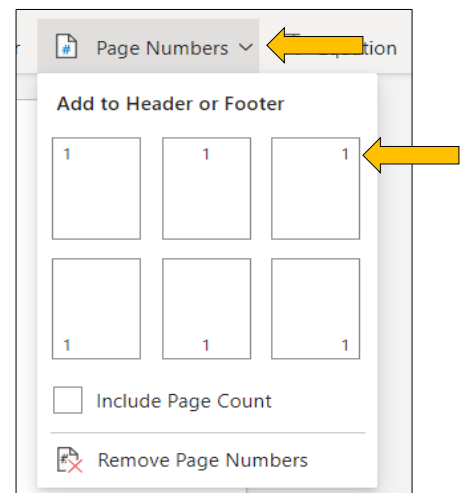 Page Numbers
Add to Header or Footer
1 1 1
1 1 1
Include Page Count
# Remove Page Numbers